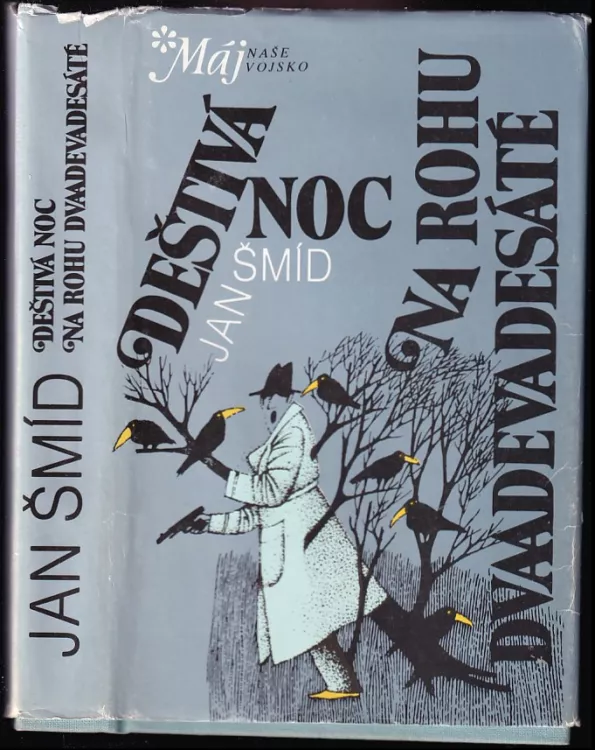 JAN ŠMÍD
DEŠTIVÁ NOC
NA ROHU DVAADEVADESÁTÉ
Máj
NAŠE
VOJSKO
DEŠTIVÁ
NOC
JAN ŠMÍD
NA ROHU
DVAADEVADESÁTÉ